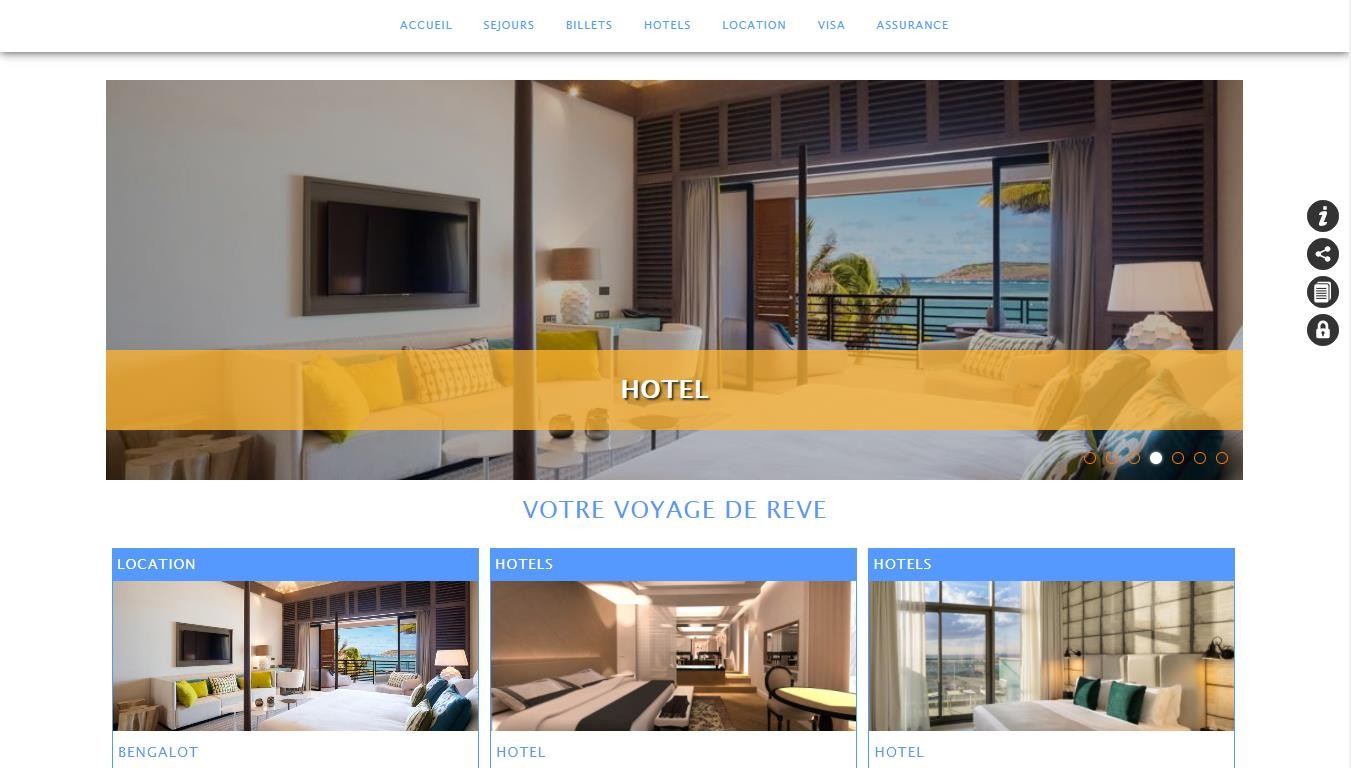 ACCUEIL SEJOURS BILLETS HOTELS LOCATION VISA ASSURANCE
HOTEL
VOTRE VOYAGE DE REVE
LOCATION
HOTELS
HOTELS
BENGALOT
HOTEL
HOTEL